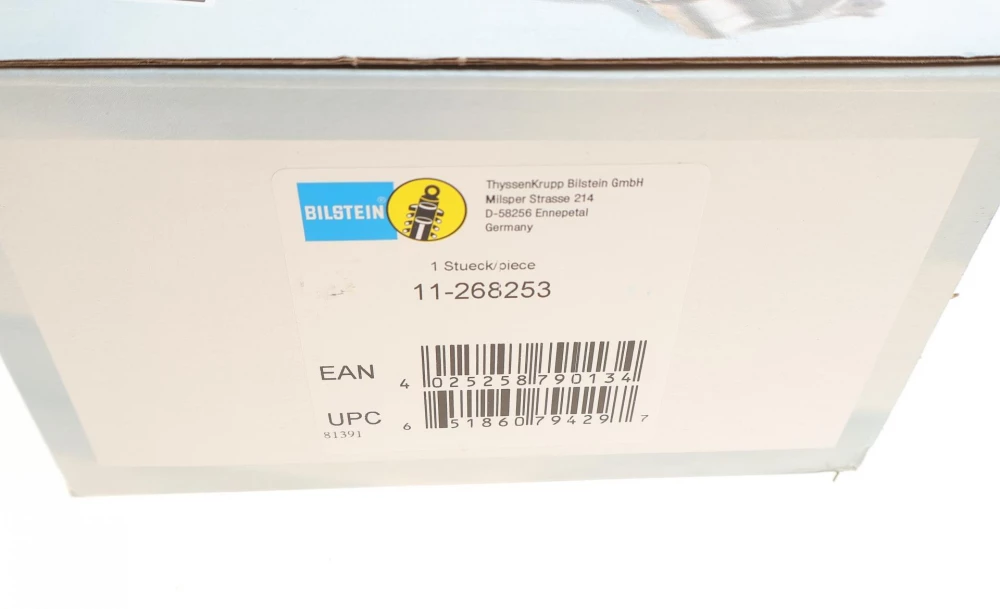 BILSTEIN®
ThyssenKrupp Bilstein GmbH
Milsper Strasse 214
D-58256 Ennepetal
Germany
1 Stueck/piece
11-268253
EAN
4 025258 790134
UPC
81391
6 51860 79429 7